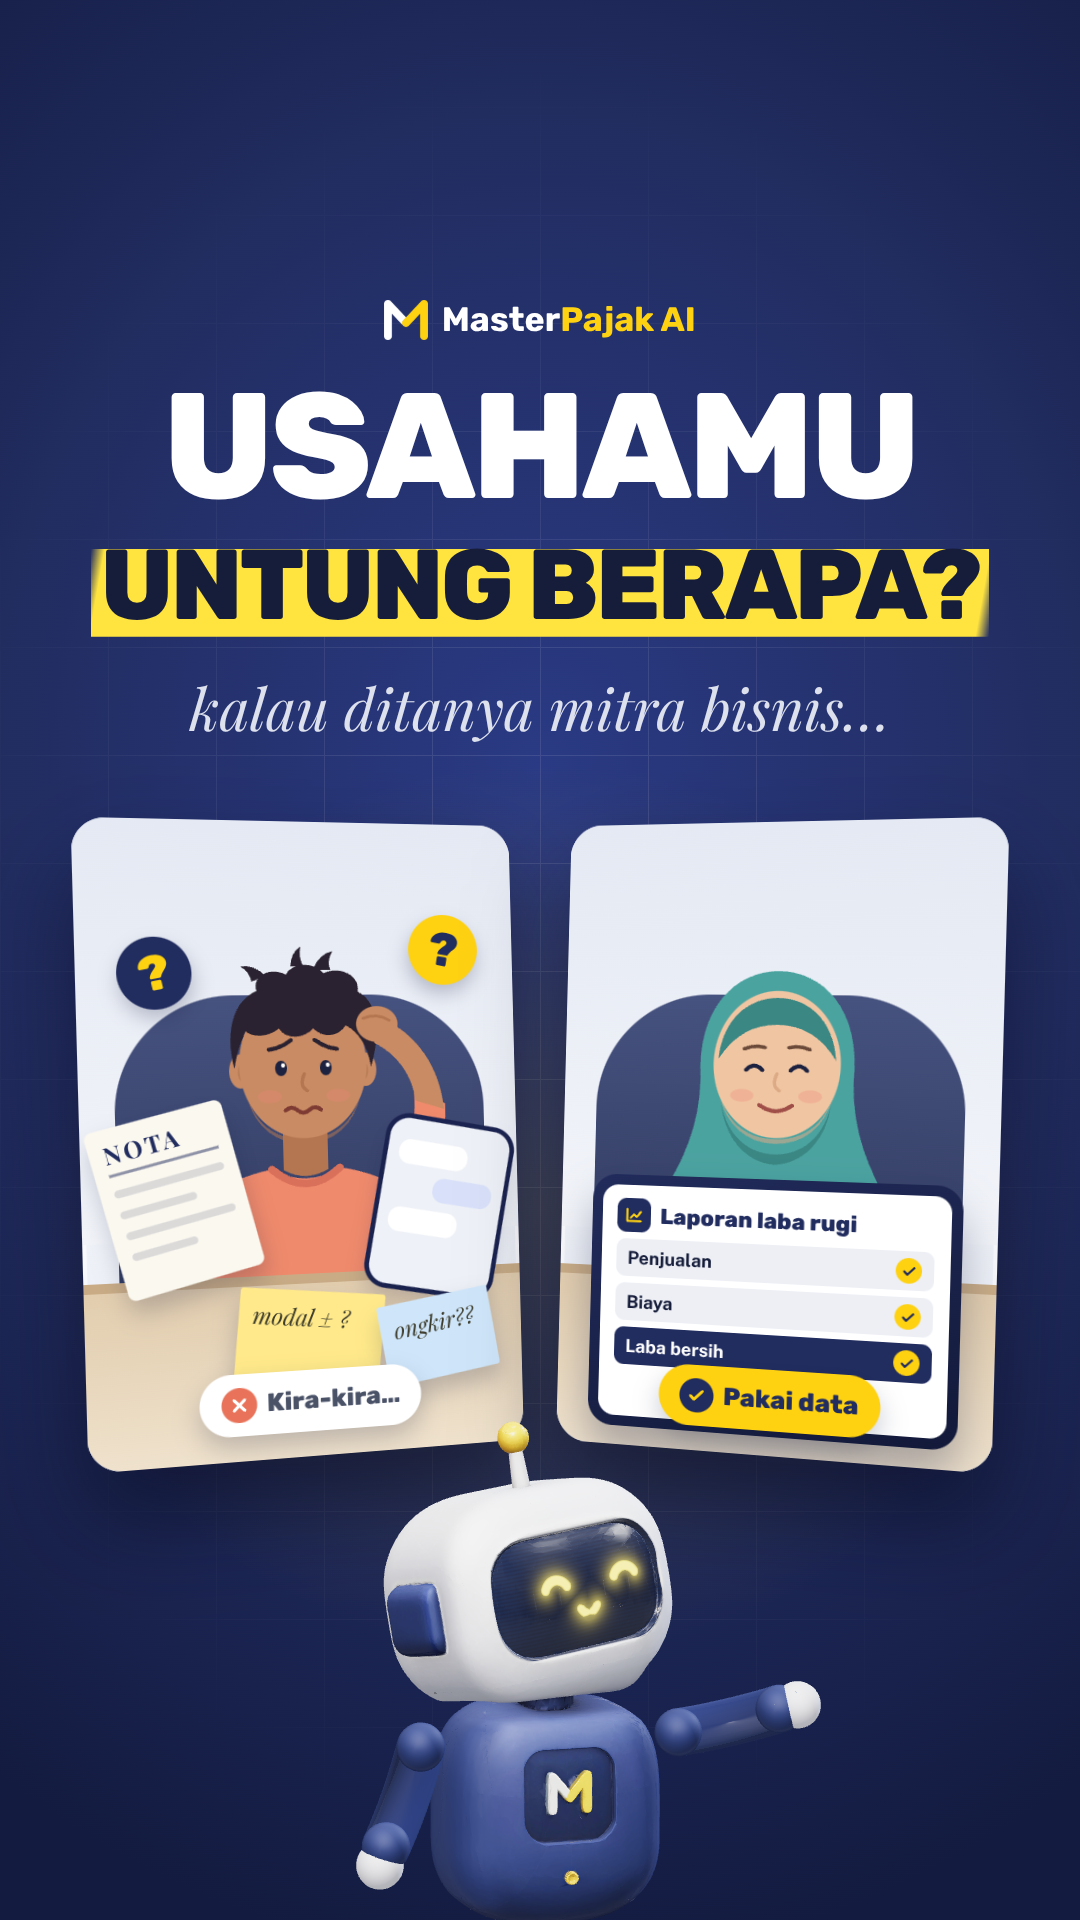 MasterPajak AI
USAHAMU
UNTUNG BERAPA?
kalau ditanya mitra bisnis...
?
?
NOTA
modal ± ?
ongkir??
Kira-kira...
Laporan laba rugi
Penjualan
Biaya
Laba bersih
Pakai data
M